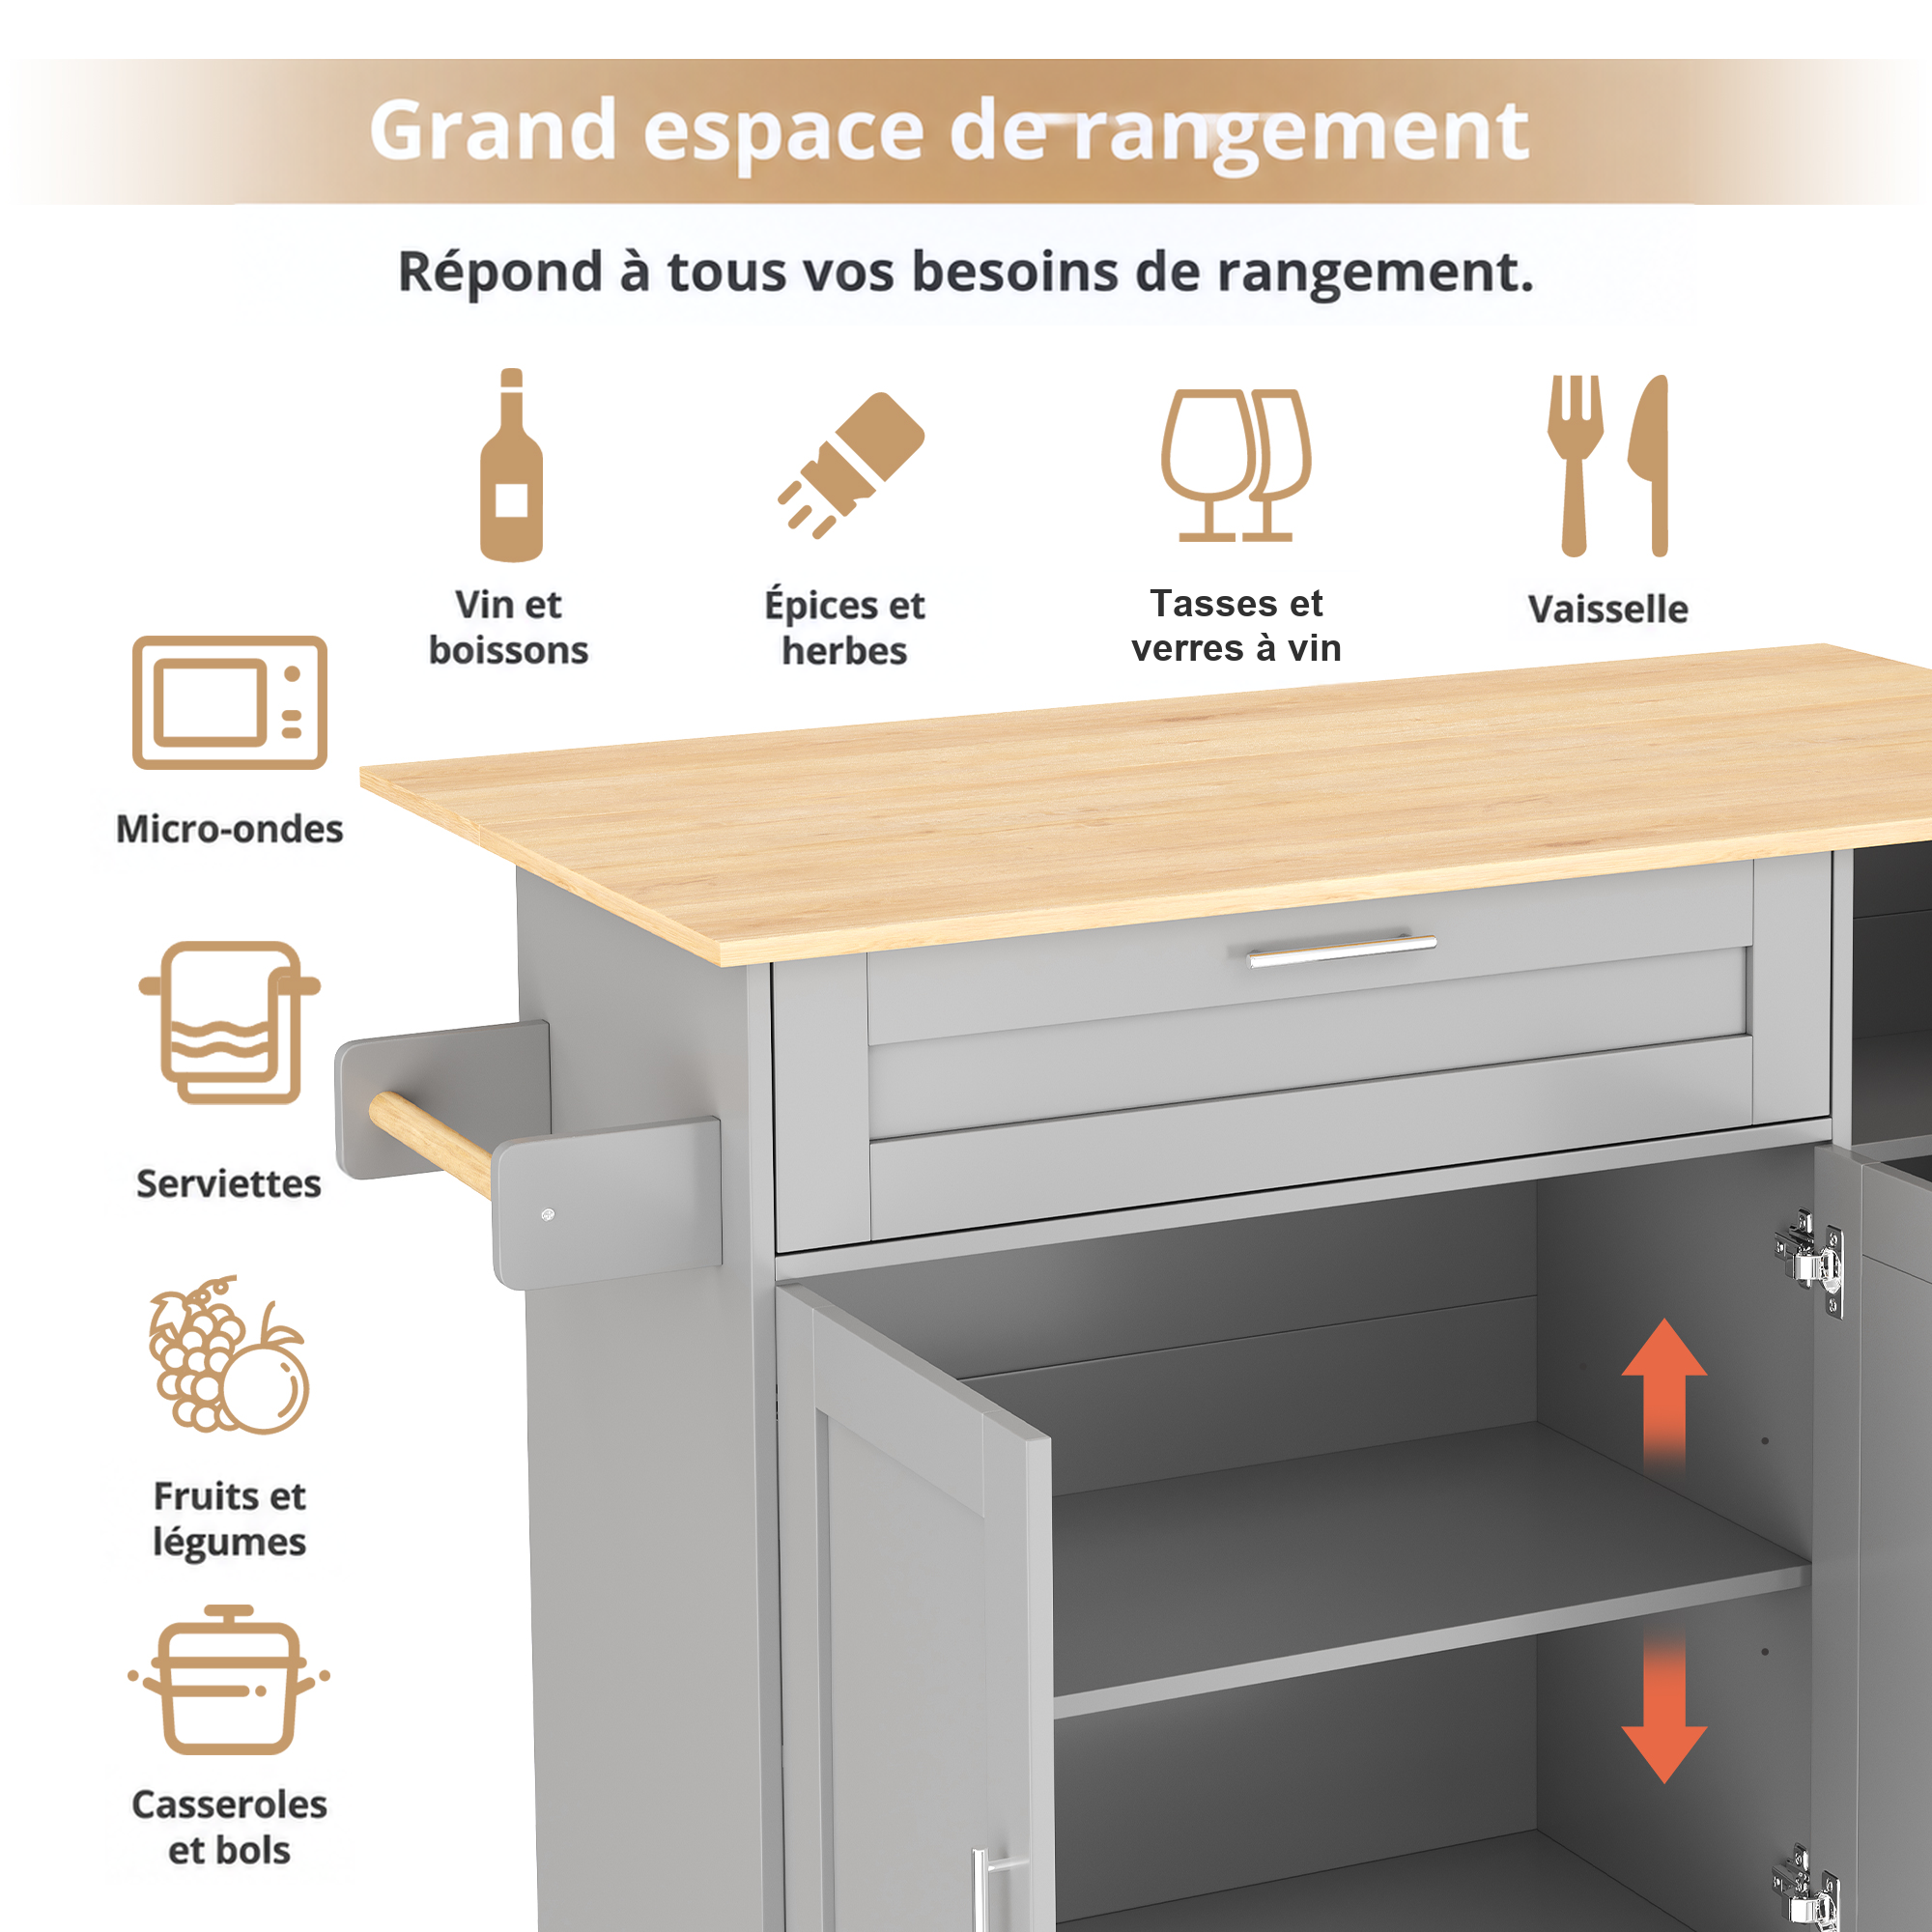 Grand espace de rangement
Répond à tous vos besoins de rangement.
Vin et
boissons
Épices et
herbes
Tasses et
verres à vin
Vaisselle
Micro-ondes
Serviettes
Fruits et
légumes
Casseroles
et bols